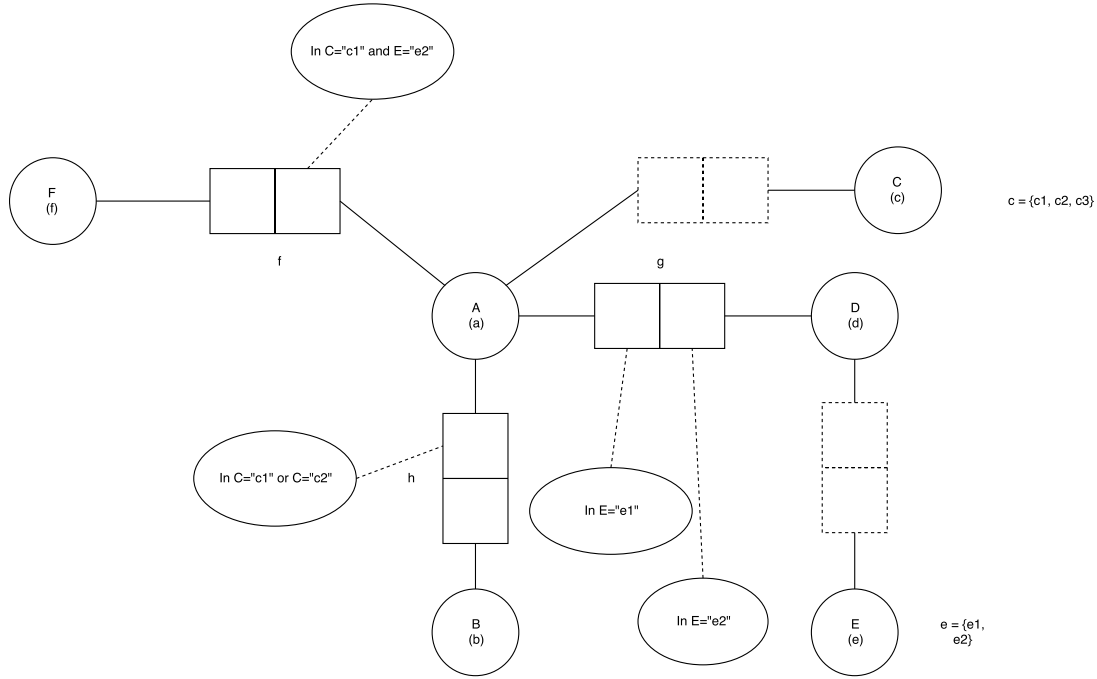 In C="c1" and E="e2"
F
(f)
C
(c)
c = {c1, c2, c3}
f
g
A
(a)
D
(d)
In C="c1" or C="c2"
h
In E="e1"
In E="e2"
B
(b)
E
(e)
e = {e1,
e2}